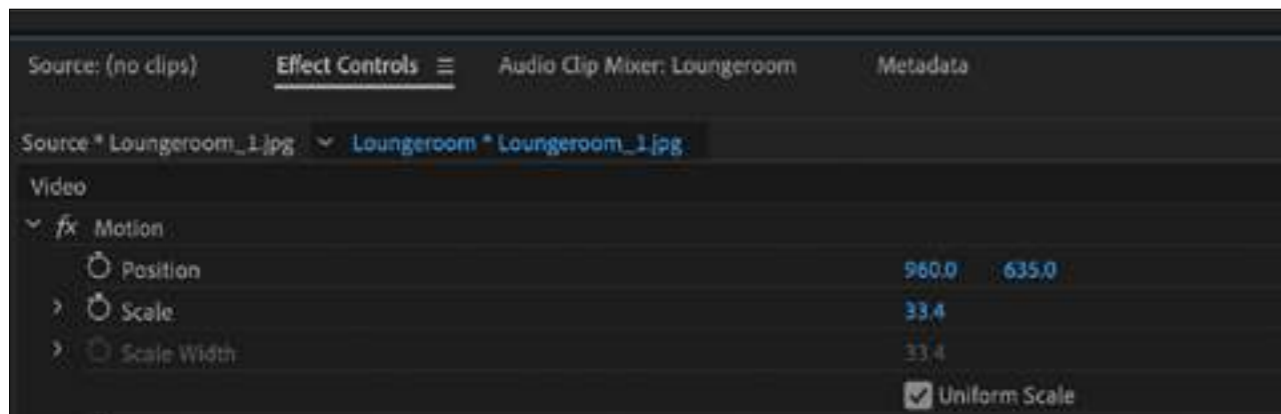 Source: (no clips) Effect Controls Audio Clip Mixer: Loungeroom Metadata
Source * Loungeroom_1.jpg Loungeroom * Loungeroom_1.jpg
Video
fx Motion
Position 960.0 635.0
Scale 33.4
Scale Width 33.4
Uniform Scale